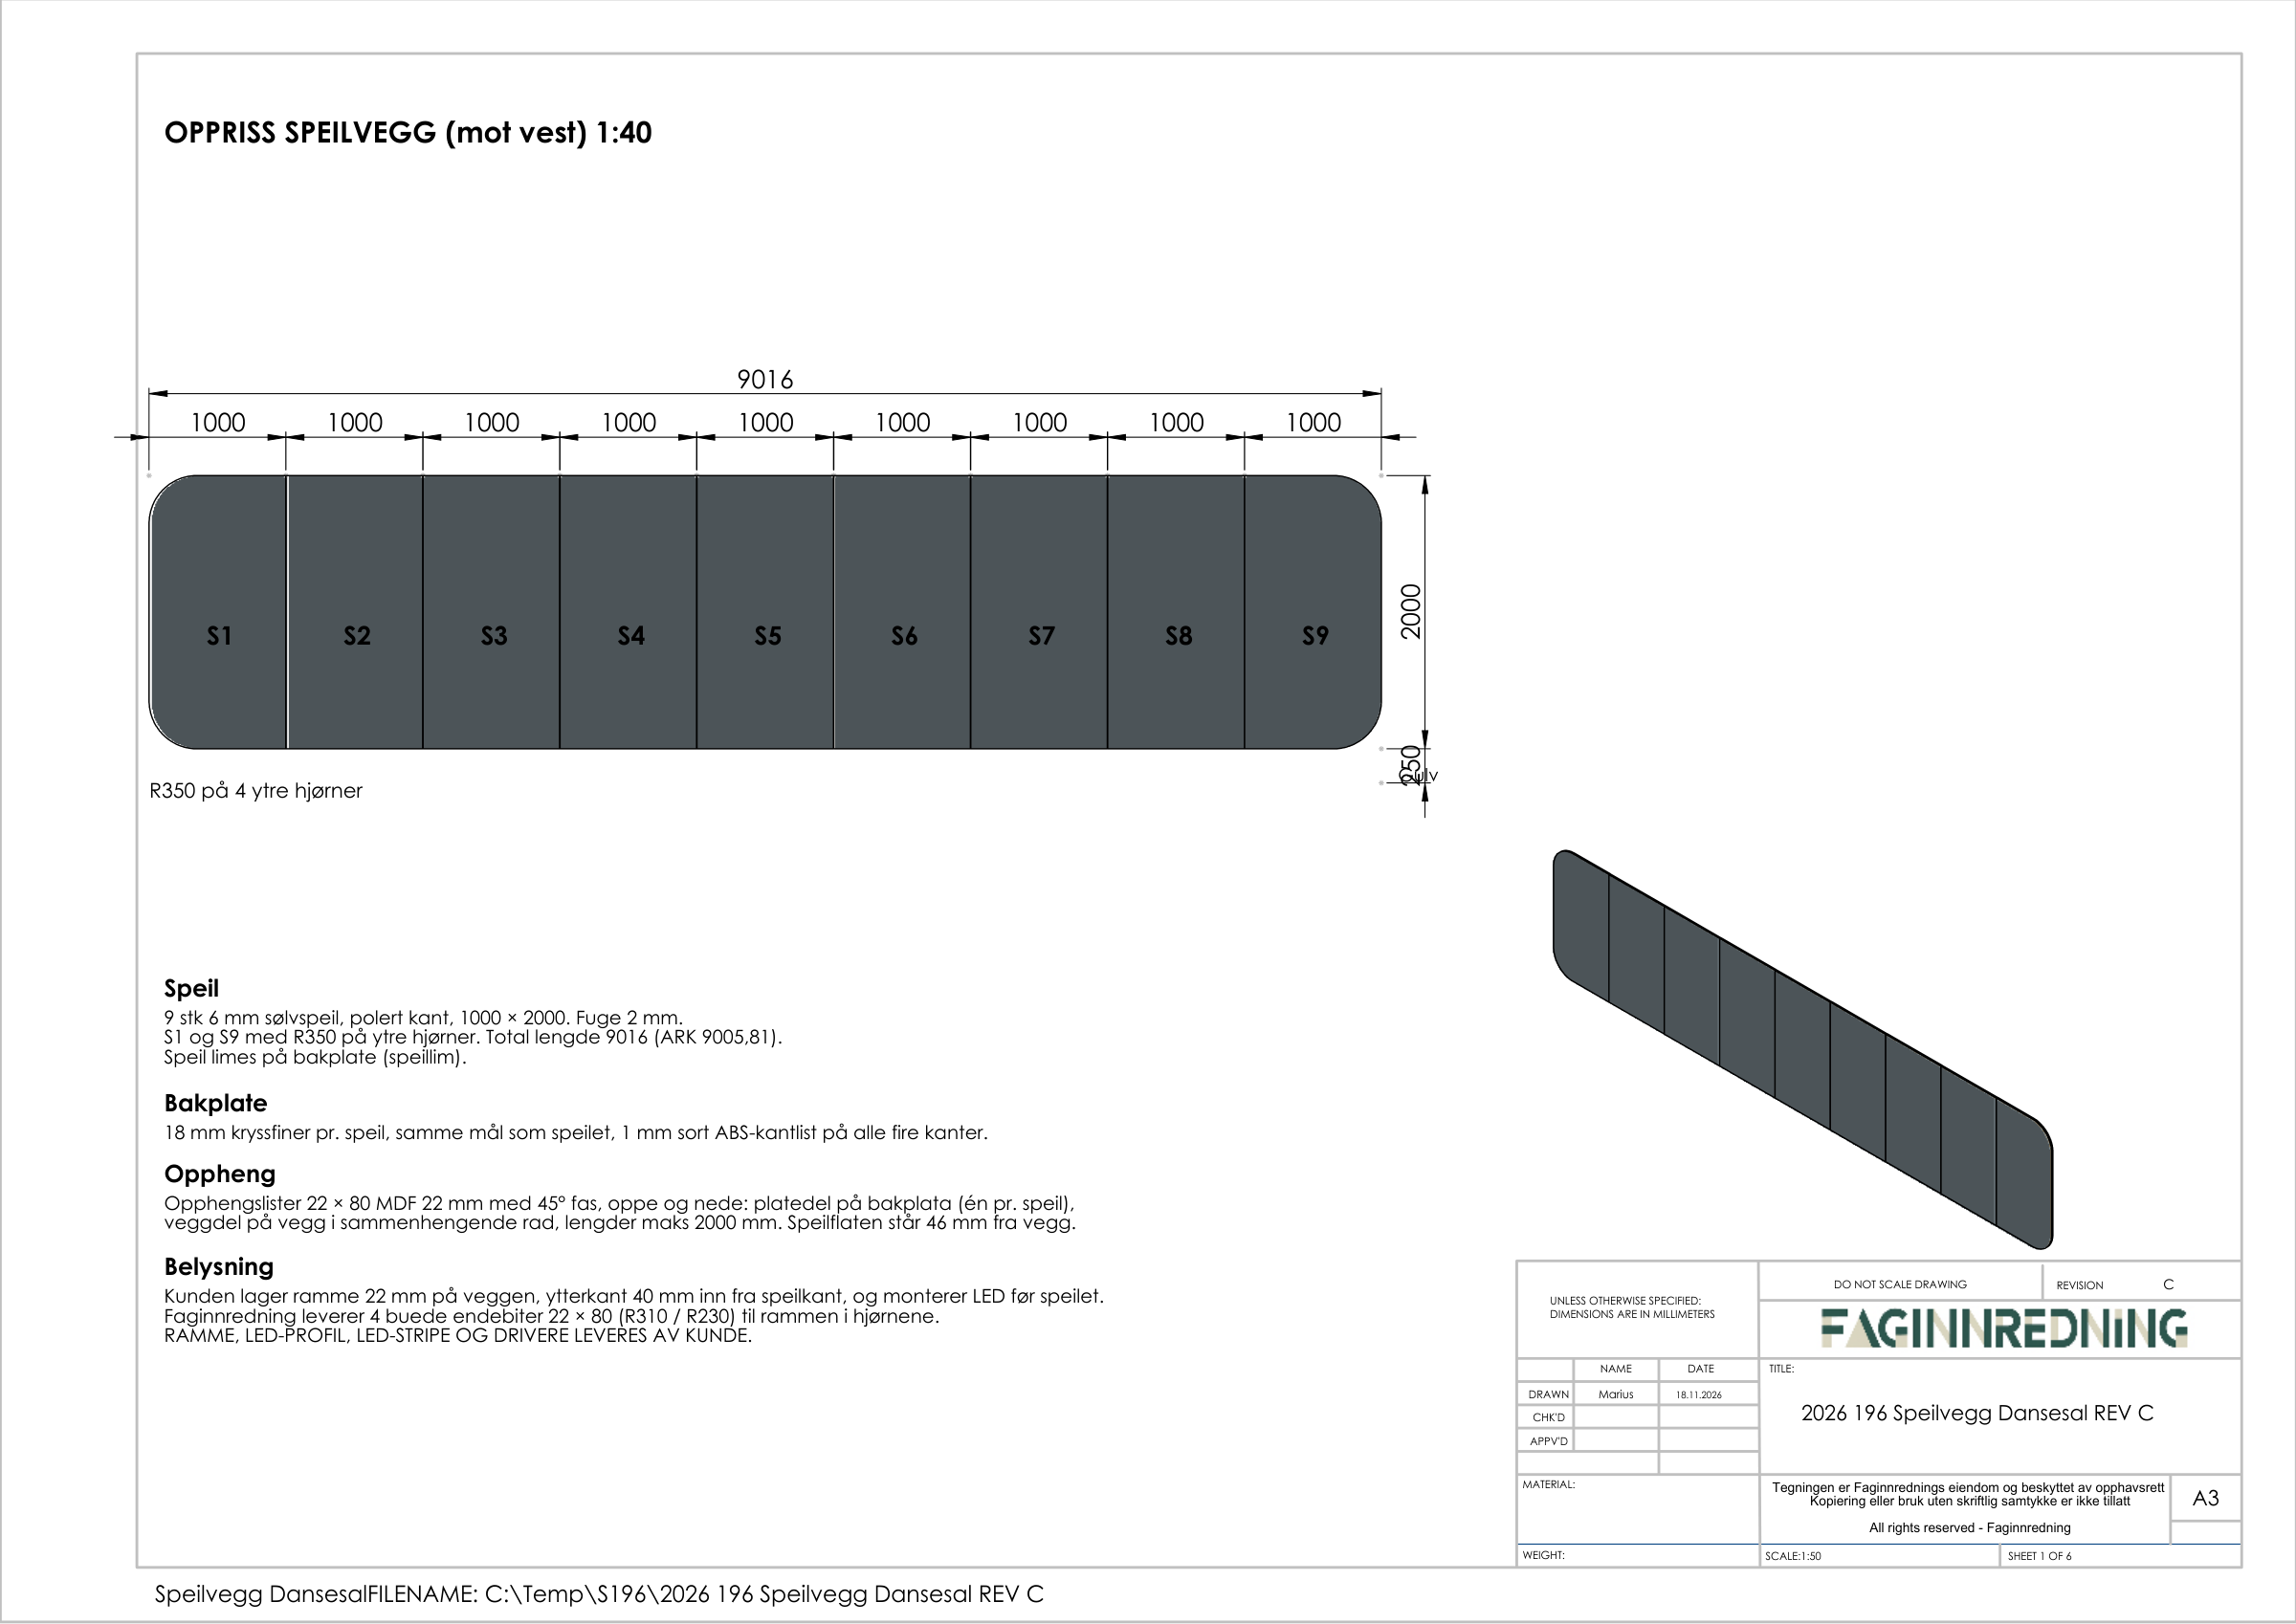 OPPRISS SPEILVEGG (mot vest) 1:40
9016
1000 1000 1000 1000 1000 1000 1000 1000 1000
S1 S2 S3 S4 S5 S6 S7 S8 S9
2000
250
Gulv
R350 på 4 ytre hjørner
Speil
9 stk 6 mm sølvspeil, polert kant, 1000 × 2000. Fuge 2 mm.
S1 og S9 med R350 på ytre hjørner. Total lengde 9016 (ARK 9005,81).
Speil limes på bakplate (speillim).
Bakplate
18 mm kryssfiner pr. speil, samme mål som speilet, 1 mm sort ABS-kantlist på alle fire kanter.
Oppheng
Opphengslister 22 × 80 MDF 22 mm med 45° fas, oppe og nede: platedel på bakplata (én pr. speil),
veggdel på vegg i sammenhengende rad, lengder maks 2000 mm. Speilflaten står 46 mm fra vegg.
Belysning
Kunden lager ramme 22 mm på veggen, ytterkant 40 mm inn fra speilkant, og monterer LED før speilet.
Faginnredning leverer 4 buede endebiter 22 × 80 (R310 / R230) til rammen i hjørnene.
RAMME, LED-PROFIL, LED-STRIPE OG DRIVERE LEVERES AV KUNDE.
UNLESS OTHERWISE SPECIFIED:
DIMENSIONS ARE IN MILLIMETERS
DO NOT SCALE DRAWING
REVISION C
FAGINNREDNING
NAME DATE
DRAWN Marius 18.11.2026
CHK'D
APPV'D
TITLE:
2026 196 Speilvegg Dansesal REV C
MATERIAL:
Tegningen er Faginnrednings eiendom og beskyttet av opphavsrett
Kopiering eller bruk uten skriftlig samtykke er ikke tillatt
All rights reserved - Faginnredning
A3
WEIGHT:
SCALE:1:50
SHEET 1 OF 6
Speilvegg DansesalFILENAME: C:\Temp\S196\2026 196 Speilvegg Dansesal REV C